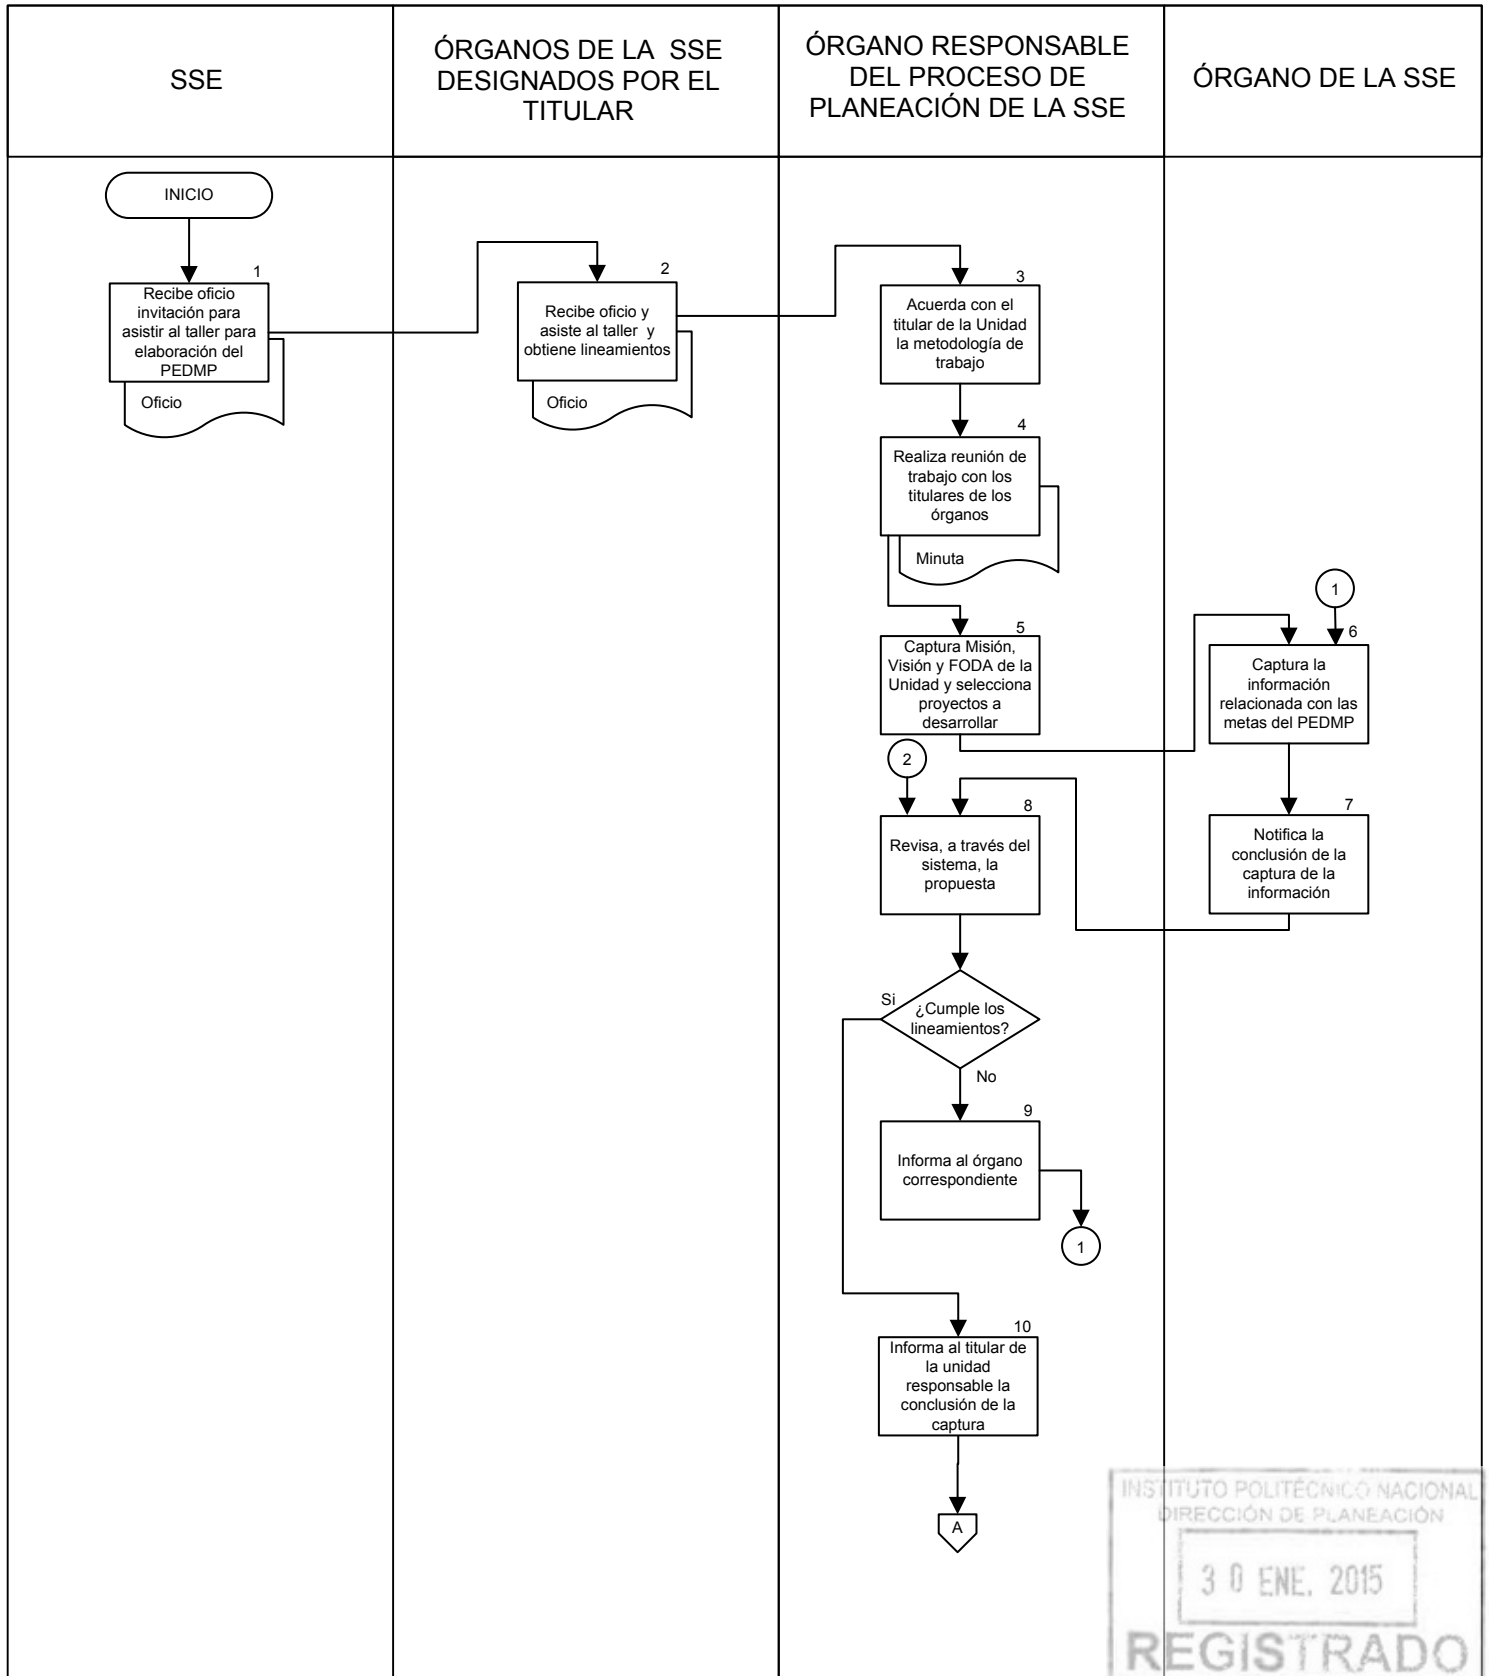 SSE
ÓRGANOS DE LA SSE
DESIGNADOS POR EL
TITULAR
ÓRGANO RESPONSABLE
DEL PROCESO DE
PLANEACIÓN DE LA SSE
ÓRGANO DE LA SSE
INICIO
1
Recibe oficio
invitación para
asistir al taller para
elaboración del
PEDMP
Oficio
2
Recibe oficio y
asiste al taller y
obtiene lineamientos
Oficio
3
Acuerda con el
titular de la Unidad
la metodología de
trabajo
4
Realiza reunión de
trabajo con los
titulares de los
órganos
Minuta
5
Captura Misión,
Visión y FODA de la
Unidad y selecciona
proyectos a
desarrollar
1
6
Captura la
información
relacionada con las
metas del PEDMP
7
Notifica la
conclusión de la
captura de la
información
2
8
Revisa, a través del
sistema, la
propuesta
Si
¿Cumple los
lineamientos?
No
9
Informa al órgano
correspondiente
1
10
Informa al titular de
la unidad
responsable la
conclusión de la
captura
A
INSTITUTO POLITÉCNICO NACIONAL
DIRECCIÓN DE PLANEACIÓN
30 ENE. 2015
REGISTRADO